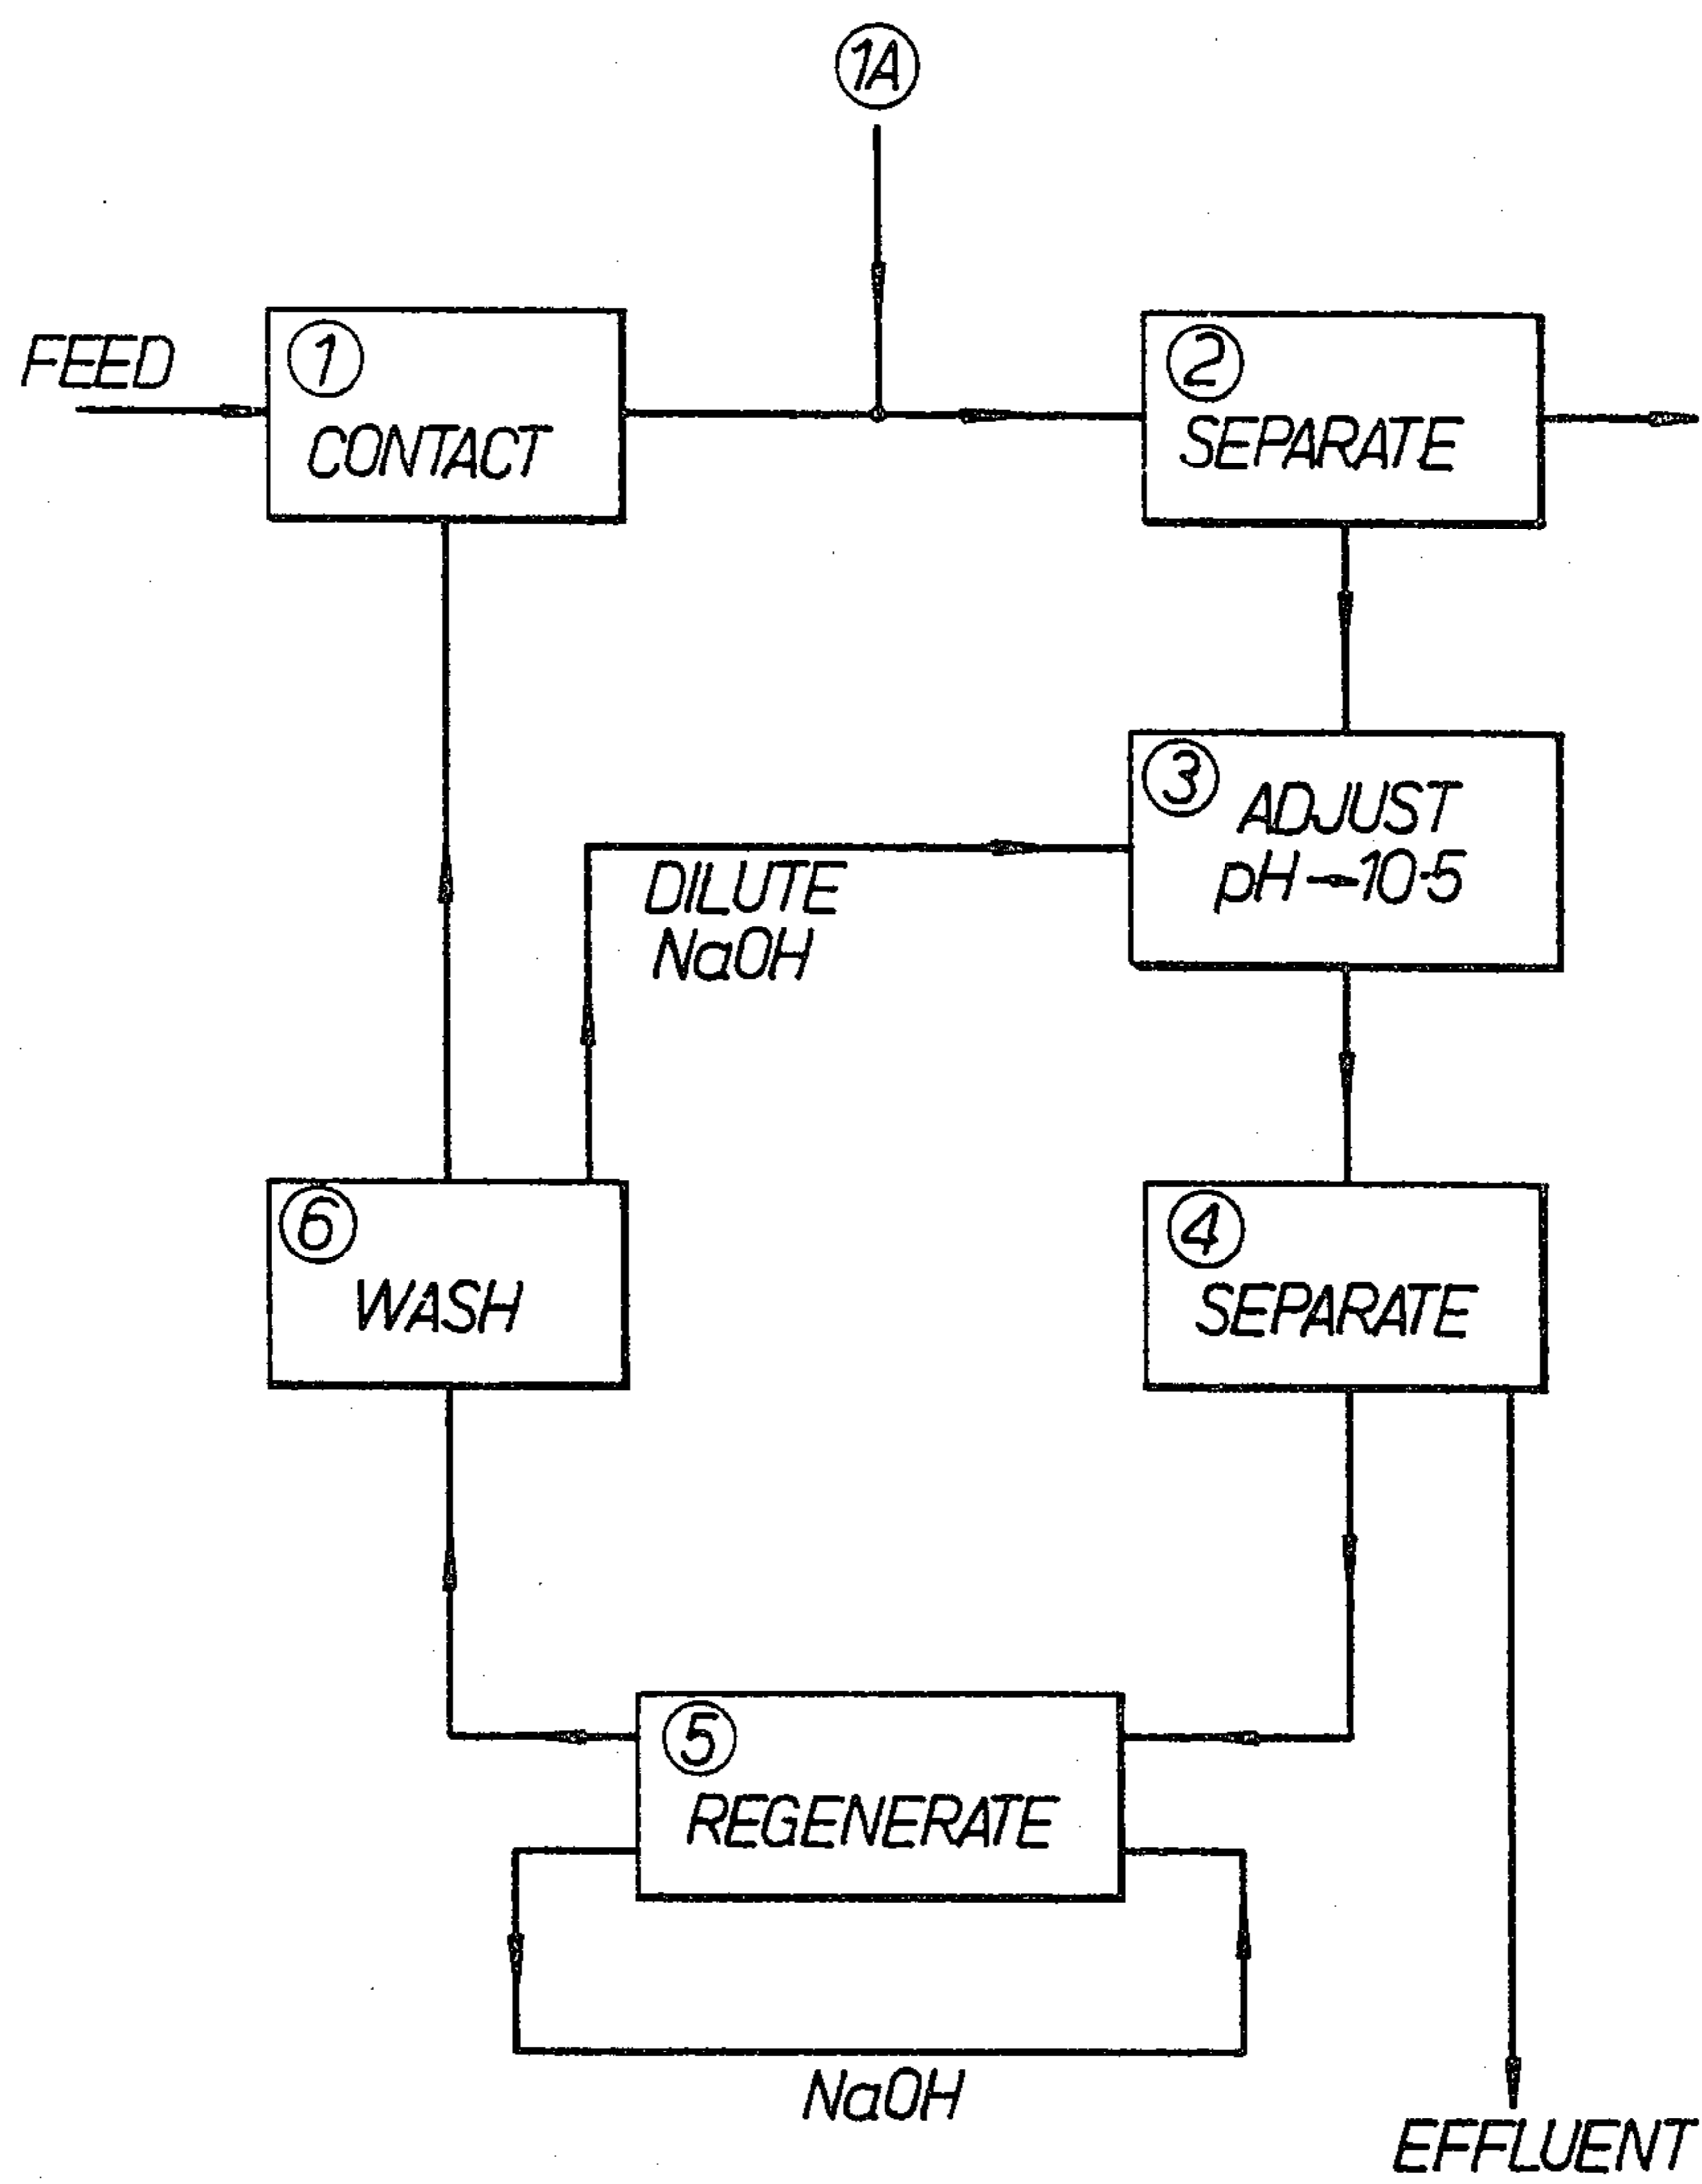 1A
FEED
1
CONTACT
2
SEPARATE
3
ADJUST
pH→10·5
DILUTE
NaOH
6
WASH
4
SEPARATE
5
REGENERATE
NaOH
EFFLUENT